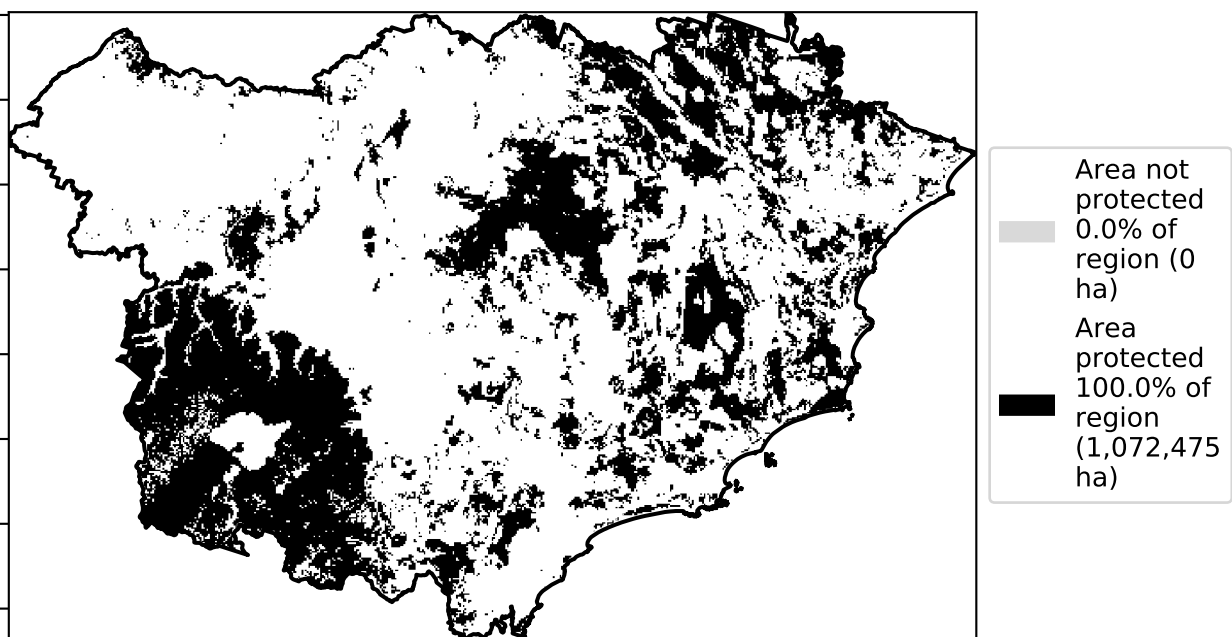 Area not
protected
0.0% of
region (0
ha)
Area
protected
100.0% of
region
(1,072,475
ha)